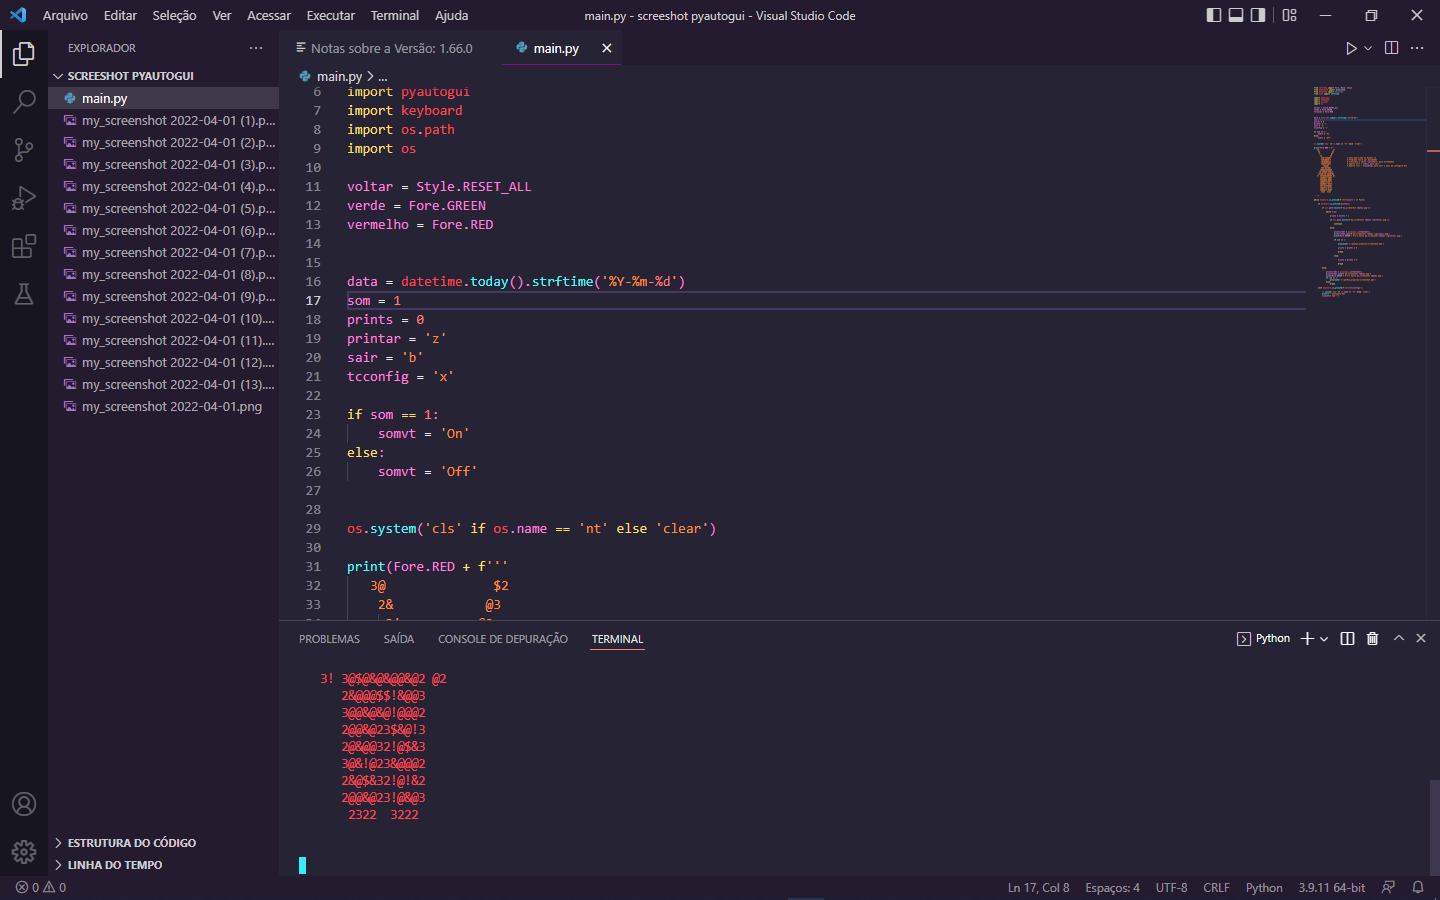 Arquivo Editar Seleção Ver Acessar Executar Terminal Ajuda
main.py - screeshot pyautogui - Visual Studio Code
EXPLORADOR
SCREESHOT PYAUTOGUI
main.py
my_screenshot 2022-04-01 (1).p...
my_screenshot 2022-04-01 (2).p...
my_screenshot 2022-04-01 (3).p...
my_screenshot 2022-04-01 (4).p...
my_screenshot 2022-04-01 (5).p...
my_screenshot 2022-04-01 (6).p...
my_screenshot 2022-04-01 (7).p...
my_screenshot 2022-04-01 (8).p...
my_screenshot 2022-04-01 (9).p...
my_screenshot 2022-04-01 (10)....
my_screenshot 2022-04-01 (11)....
my_screenshot 2022-04-01 (12)....
my_screenshot 2022-04-01 (13)....
my_screenshot 2022-04-01.png
ESTRUTURA DO CÓDIGO
LINHA DO TEMPO
Notas sobre a Versão: 1.66.0
main.py
main.py > ...
6 import pyautogui
7 import keyboard
8 import os.path
9 import os
10
11 voltar = Style.RESET_ALL
12 verde = Fore.GREEN
13 vermelho = Fore.RED
14
15
16 data = datetime.today().strftime('%Y-%m-%d')
17 som = 1
18 prints = 0
19 printar = 'z'
20 sair = 'b'
21 tcconfig = 'x'
22
23 if som == 1:
24     somvt = 'On'
25 else:
26     somvt = 'Off'
27
28
29 os.system('cls' if os.name == 'nt' else 'clear')
30
31 print(Fore.RED + f'''
32    3@              $2
33     2&            @3
PROBLEMAS SAÍDA CONSOLE DE DEPURAÇÃO TERMINAL
Python
3! 3@$@&@&@@&@2 @2
2&@@@$$!&@@3
3@@&@&@!@@@2
2@@&@23$&@!3
2@&@@32!@$&3
3@&!@23&@@@2
2&@$&32!@!&2
2@@&@23!@&@3
2322  3222
0 0
Ln 17, Col 8 Espaços: 4 UTF-8 CRLF Python 3.9.11 64-bit